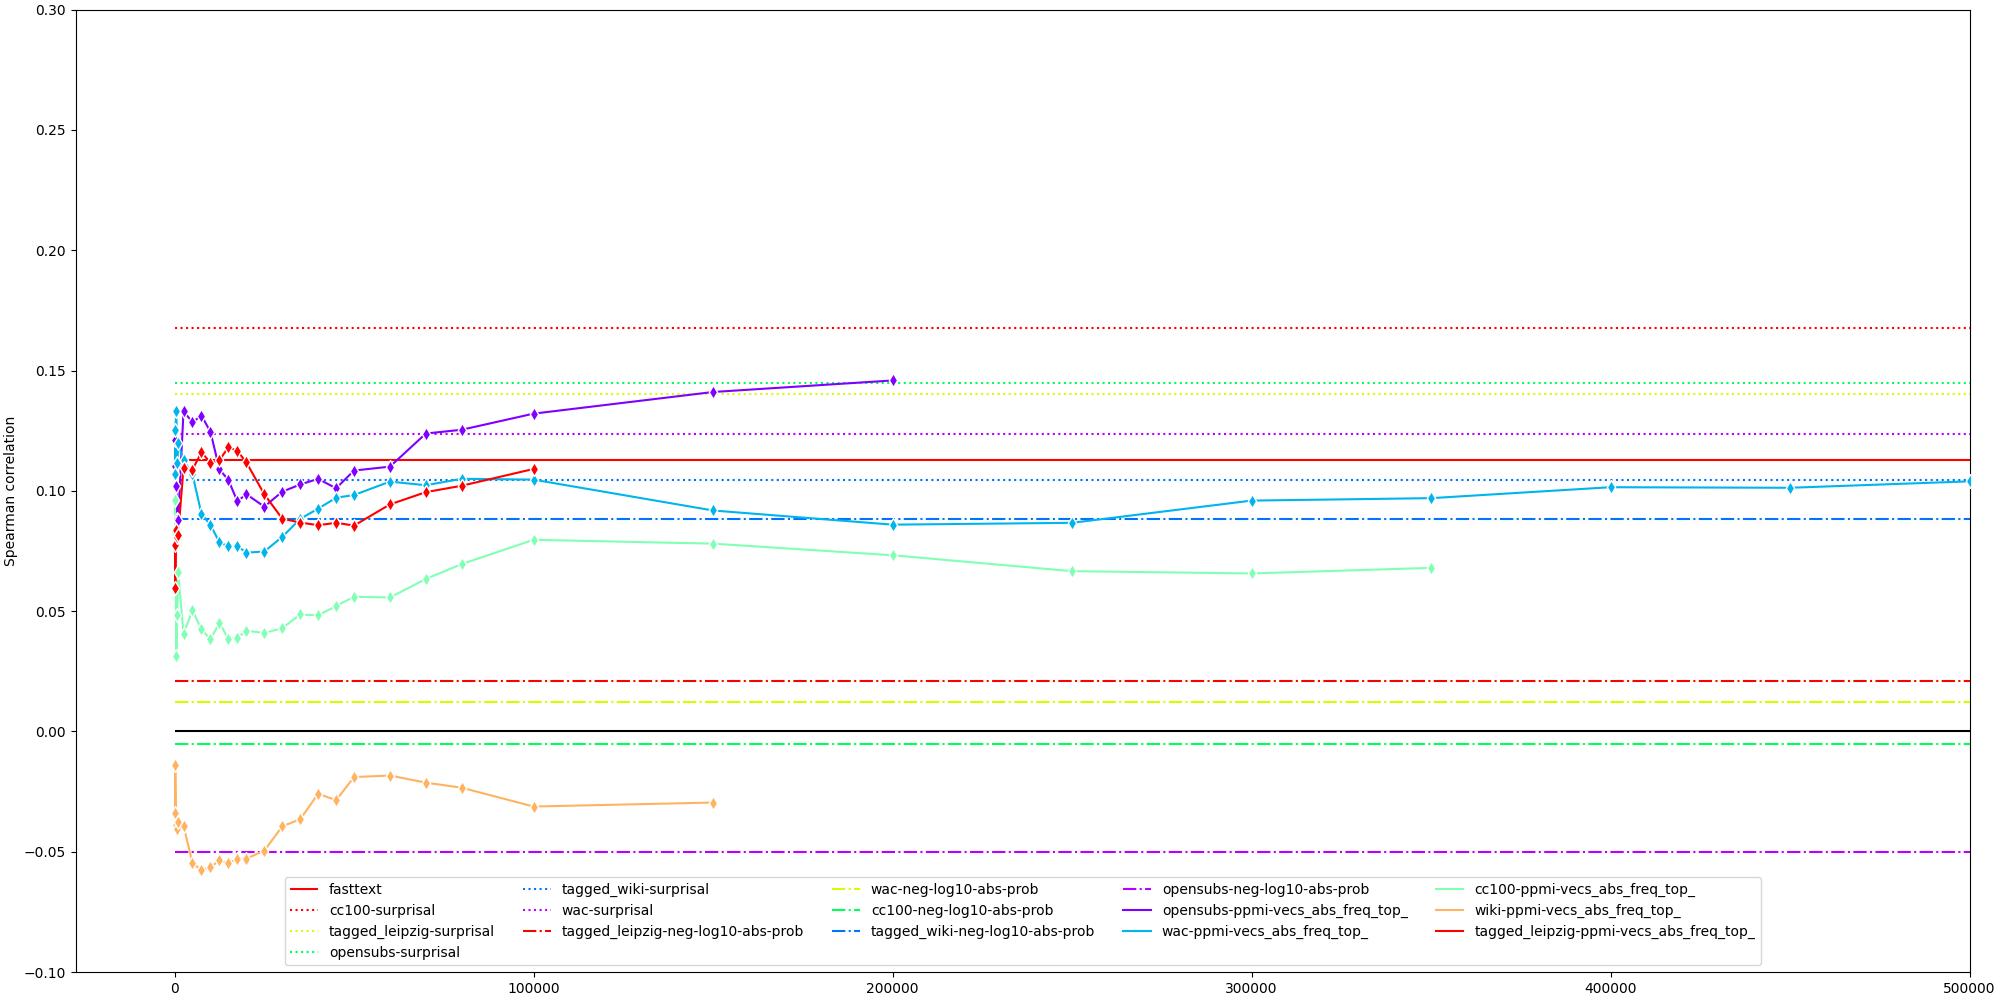 0.30
0.25
0.20
0.15
0.10
0.05
0.00
−0.05
−0.10
Spearman correlation
fasttext
cc100-surprisal
tagged_leipzig-surprisal
opensubs-surprisal
tagged_wiki-surprisal
wac-surprisal
tagged_leipzig-neg-log10-abs-prob
wac-neg-log10-abs-prob
cc100-neg-log10-abs-prob
tagged_wiki-neg-log10-abs-prob
opensubs-neg-log10-abs-prob
opensubs-ppmi-vecs_abs_freq_top_
wac-ppmi-vecs_abs_freq_top_
cc100-ppmi-vecs_abs_freq_top_
wiki-ppmi-vecs_abs_freq_top_
tagged_leipzig-ppmi-vecs_abs_freq_top_
0 100000 200000 300000 400000 500000